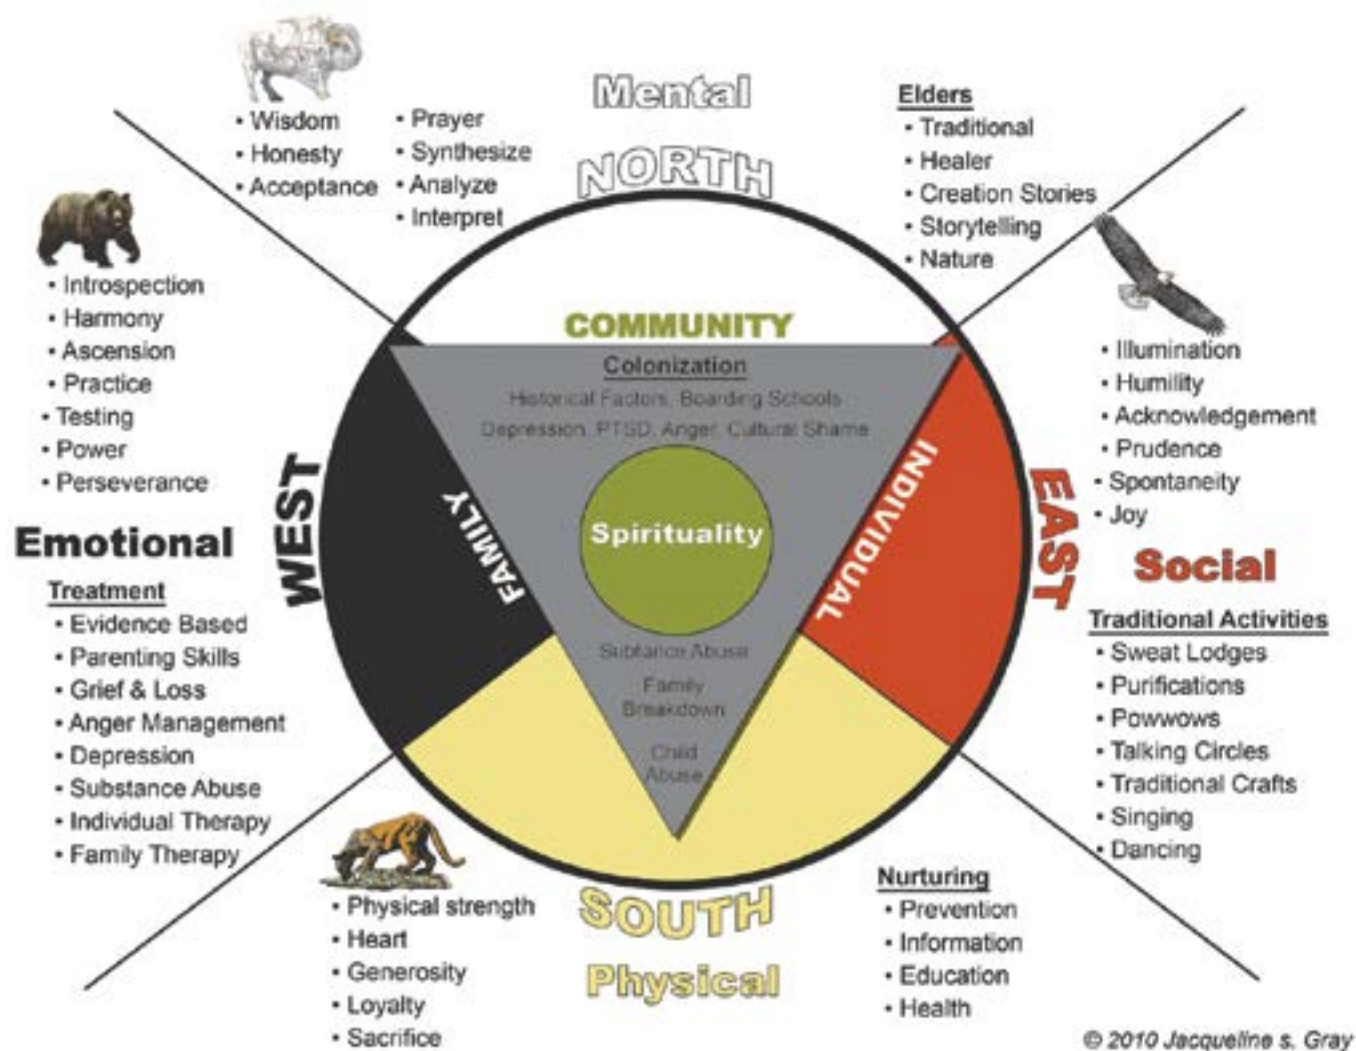 Mental
NORTH
• Wisdom
• Honesty
• Acceptance
• Prayer
• Synthesize
• Analyze
• Interpret
Elders
• Traditional
• Healer
• Creation Stories
• Storytelling
• Nature
• Introspection
• Harmony
• Ascension
• Practice
• Testing
• Power
• Perseverance
Emotional
WEST
Treatment
• Evidence Based
• Parenting Skills
• Grief & Loss
• Anger Management
• Depression
• Substance Abuse
• Individual Therapy
• Family Therapy
COMMUNITY
Colonization
Historical Factors, Boarding Schools
Depression, PTSD, Anger, Cultural Shame
FAMILY
Spirituality
INDIVIDUAL
Subtance Abuse
Family
Breakdown
Child
Abuse
• Illumination
• Humility
• Acknowledgement
• Prudence
• Spontaneity
• Joy
EAST
Social
Traditional Activities
• Sweat Lodges
• Purifications
• Powwows
• Talking Circles
• Traditional Crafts
• Singing
• Dancing
SOUTH
Physical
• Physical strength
• Heart
• Generosity
• Loyalty
• Sacrifice
Nurturing
• Prevention
• Information
• Education
• Health
© 2010 Jacqueline s. Gray